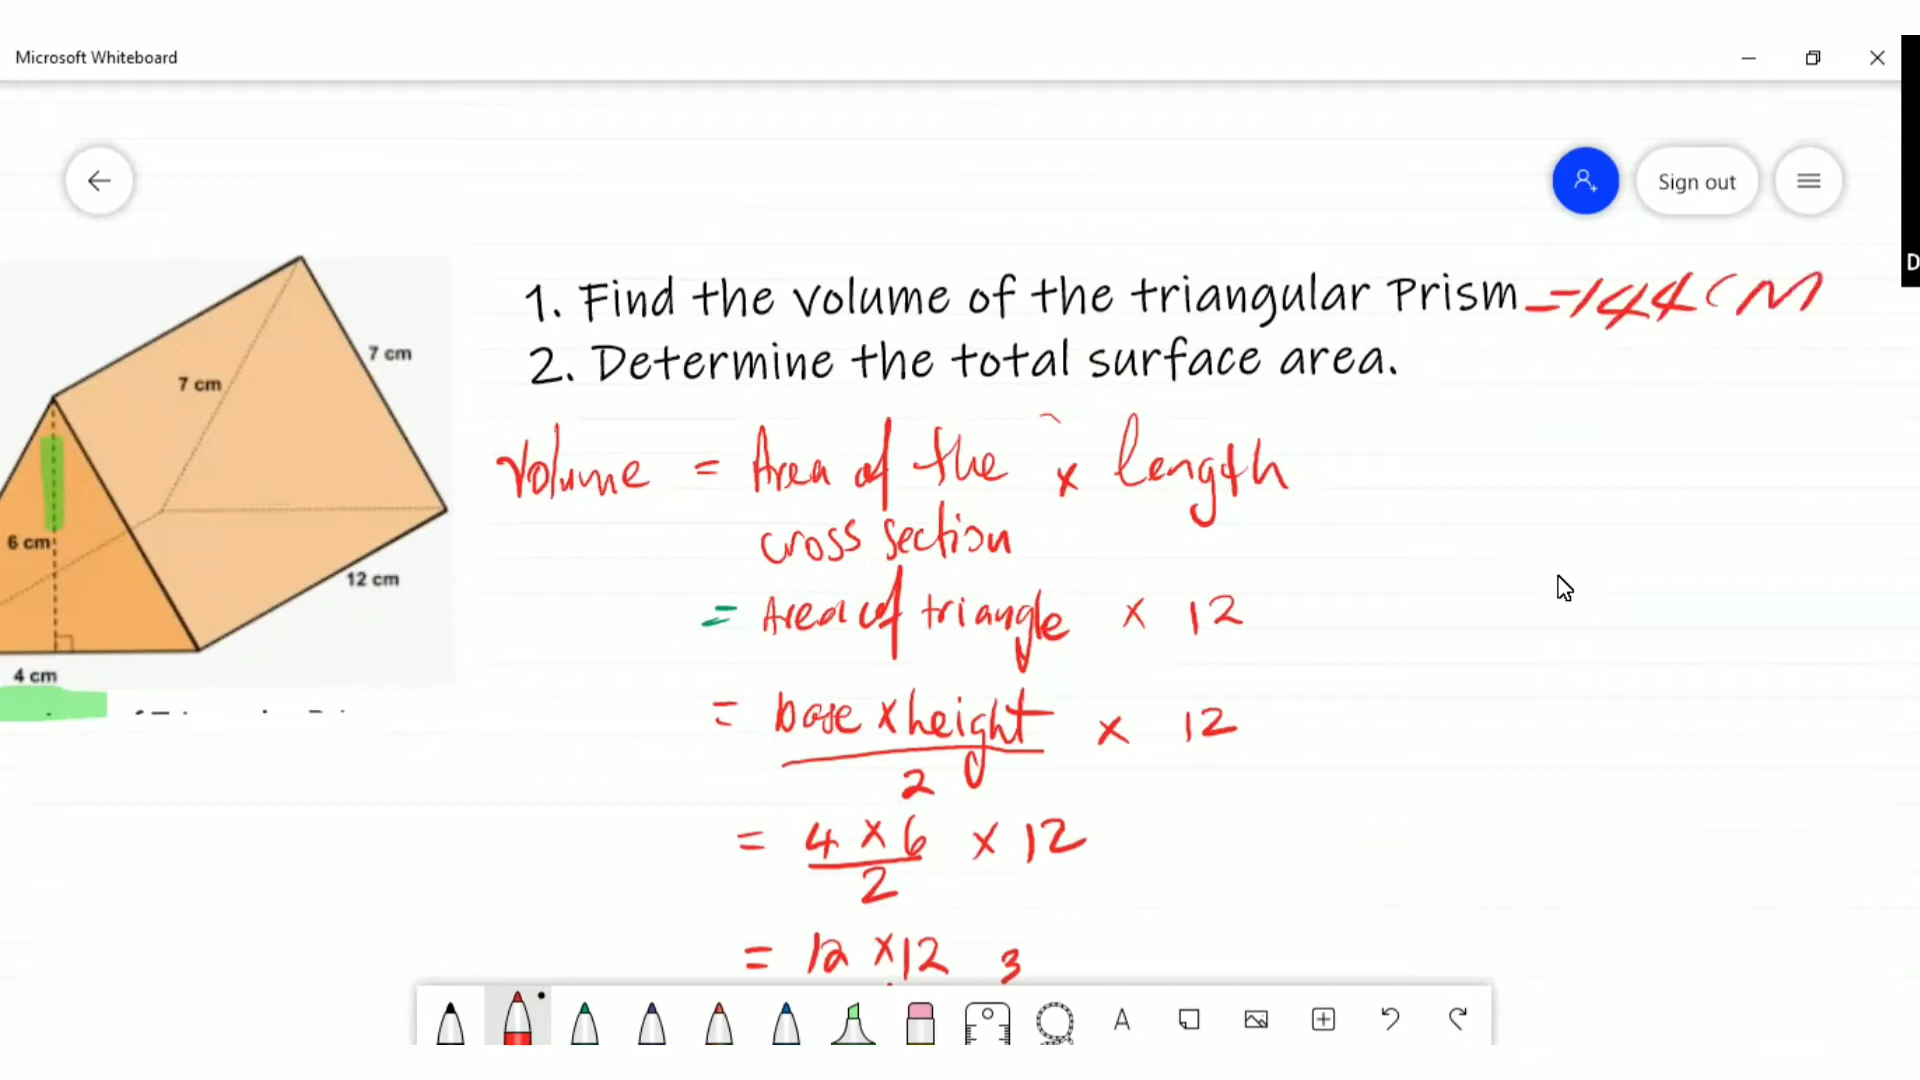 Microsoft Whiteboard
Sign out
D
1. Find the volume of the triangular Prism =144CM
2. Determine the total surface area.
7 cm
7 cm
6 cm
12 cm
4 cm
Volume = Area of the x length
cross section
= Area of triangle x 12
= base x height x 12
2
= 4 x 6 x 12
2
= 12 x 12 3
A